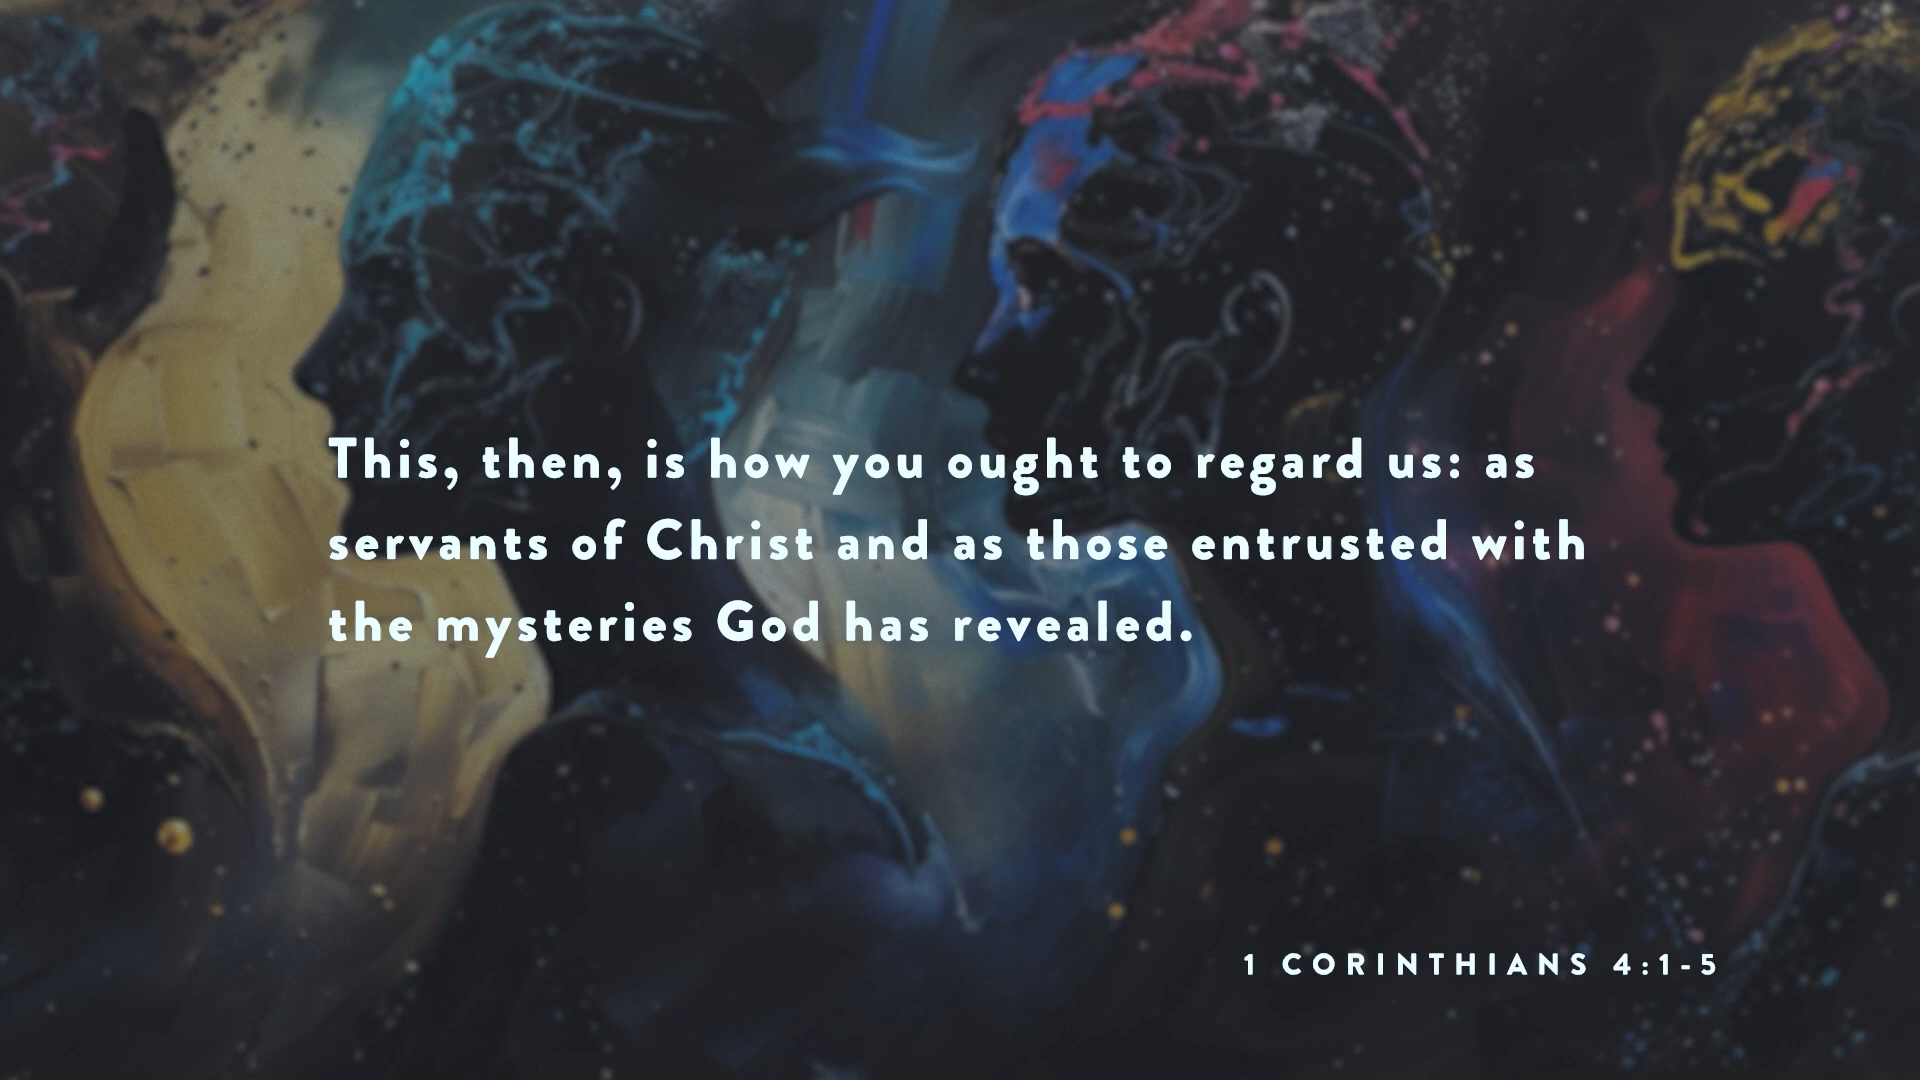 This, then, is how you ought to regard us: as
servants of Christ and as those entrusted with
the mysteries God has revealed.
1 CORINTHIANS 4:1-5